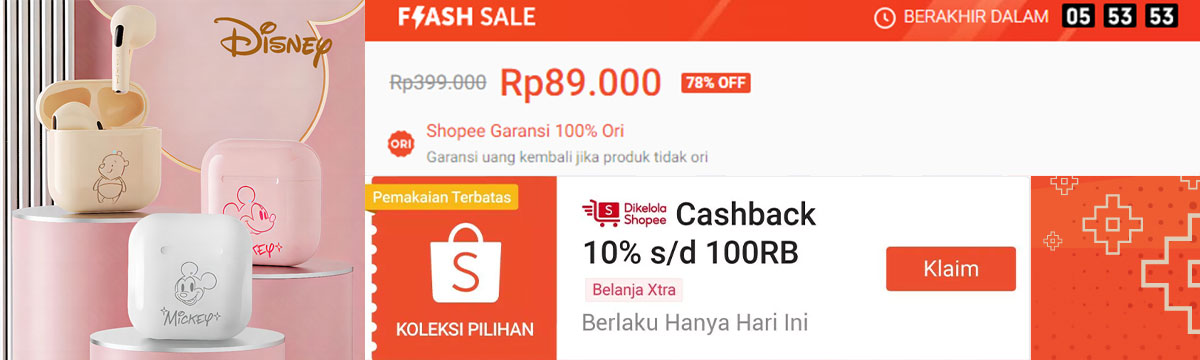 Disney
MICKEY
FLASH SALE
BERAKHIR DALAM 05 53 53
Rp399.000 Rp89.000 78% OFF
ORI
Shopee Garansi 100% Ori
Garansi uang kembali jika produk tidak ori
Pemakaian Terbatas
S
KOLEKSI PILIHAN
S Dikelola Shopee Cashback
10% s/d 100RB
Belanja Xtra
Berlaku Hanya Hari Ini
Klaim